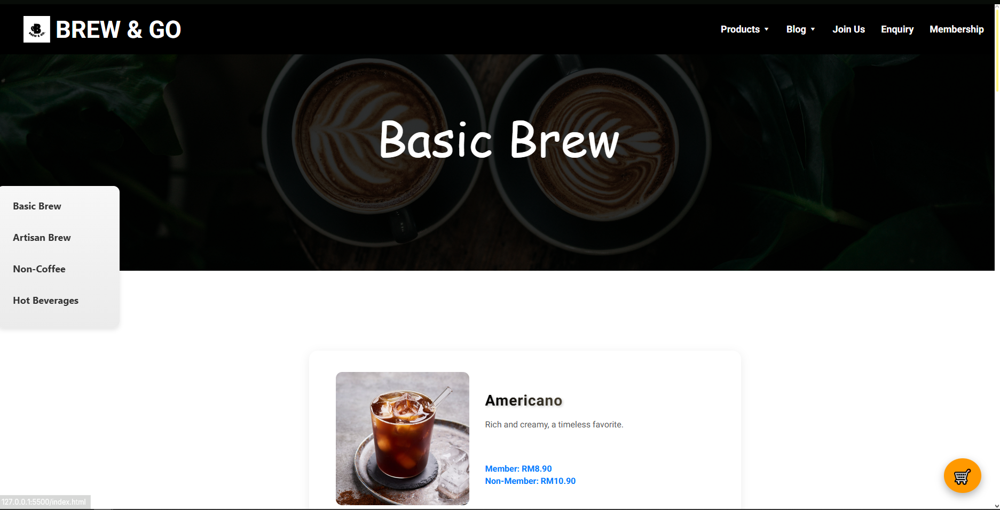 BREW & GO.
BREW & GO
Products
Blog
Join Us
Enquiry
Membership
Basic Brew
Basic Brew
Artisan Brew
Non-Coffee
Hot Beverages
Americano
Rich and creamy, a timeless favorite.
Member: RM8.90
Non-Member: RM10.90
127.0.0.1:5500/index.html